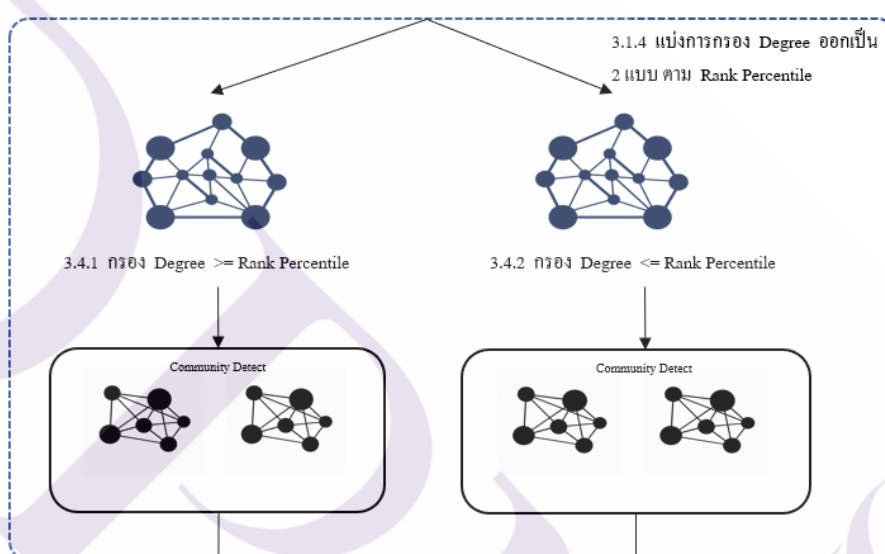 3.1.4 แบ่งการกรอง Degree ออกเป็น
2 แบบ ตาม Rank Percentile
3.4.1 กรอง Degree >= Rank Percentile
3.4.2 กรอง Degree <= Rank Percentile
Community Detect
Community Detect